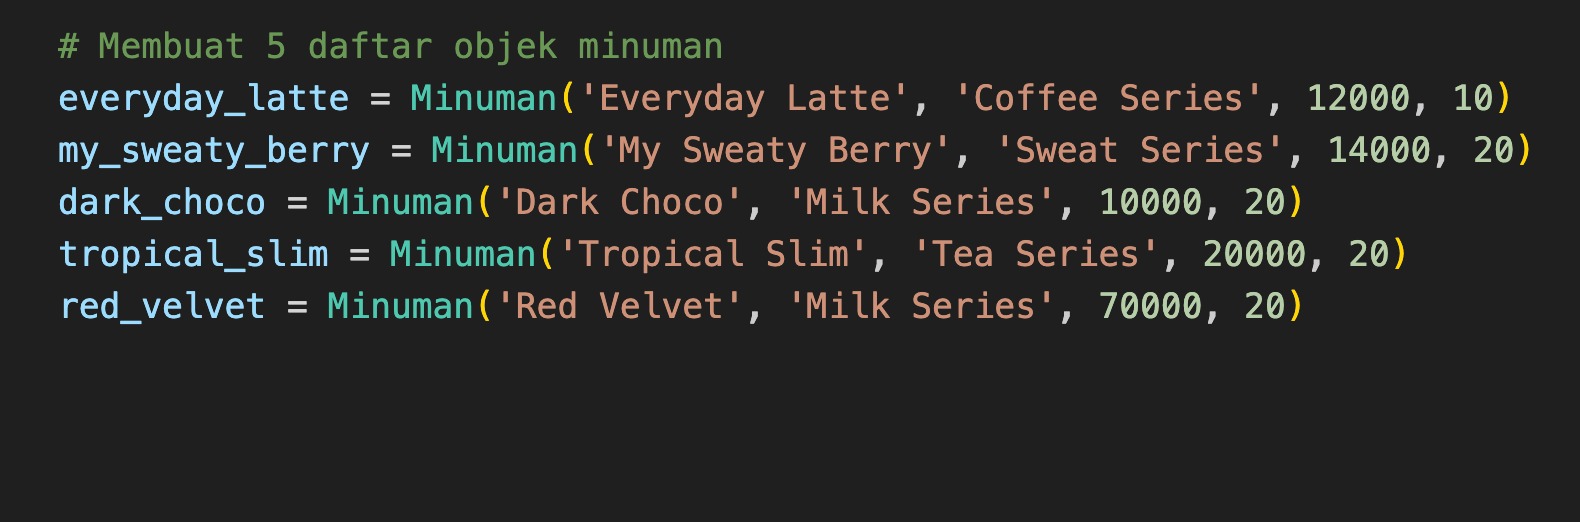 # Membuat 5 daftar objek minuman
everyday_latte = Minuman('Everyday Latte', 'Coffee Series', 12000, 10)
my_sweaty_berry = Minuman('My Sweaty Berry', 'Sweat Series', 14000, 20)
dark_choco = Minuman('Dark Choco', 'Milk Series', 10000, 20)
tropical_slim = Minuman('Tropical Slim', 'Tea Series', 20000, 20)
red_velvet = Minuman('Red Velvet', 'Milk Series', 70000, 20)